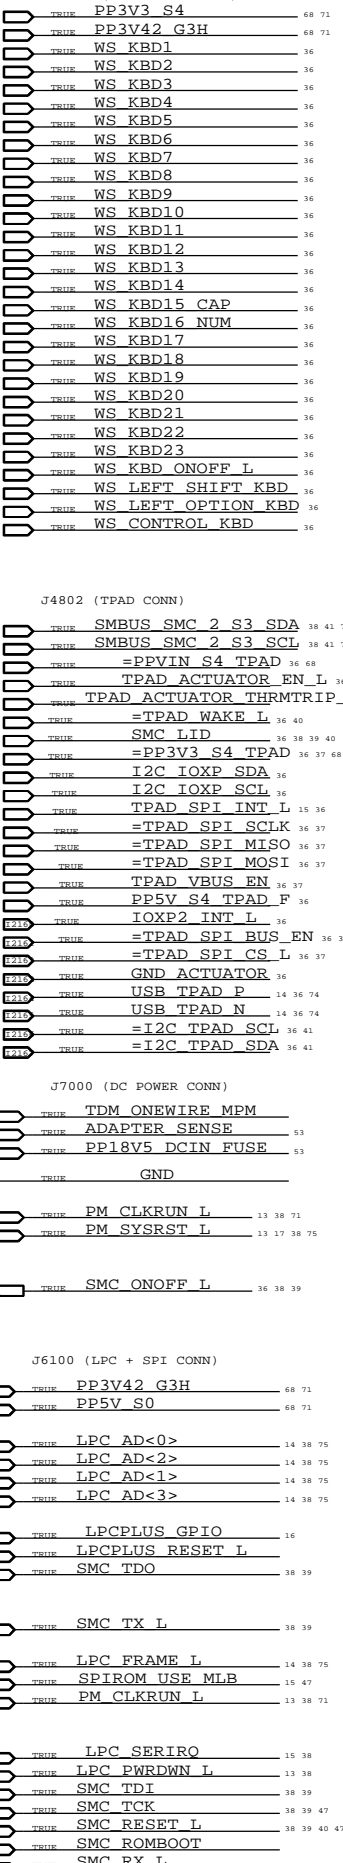 TRUE PP3V3_S4 68 71
TRUE PP3V42_G3H 68 71
TRUE WS_KBD1 36
TRUE WS_KBD2 36
TRUE WS_KBD3 36
TRUE WS_KBD4 36
TRUE WS_KBD5 36
TRUE WS_KBD6 36
TRUE WS_KBD7 36
TRUE WS_KBD8 36
TRUE WS_KBD9 36
TRUE WS_KBD10 36
TRUE WS_KBD11 36
TRUE WS_KBD12 36
TRUE WS_KBD13 36
TRUE WS_KBD14 36
TRUE WS_KBD15_CAP 36
TRUE WS_KBD16_NUM 36
TRUE WS_KBD17 36
TRUE WS_KBD18 36
TRUE WS_KBD19 36
TRUE WS_KBD20 36
TRUE WS_KBD21 36
TRUE WS_KBD22 36
TRUE WS_KBD23 36
TRUE WS_KBD_ONOFF_L 36
TRUE WS_LEFT_SHIFT_KBD 36
TRUE WS_LEFT_OPTION_KBD 36
TRUE WS_CONTROL_KBD 36
J4802 (TPAD CONN)
TRUE SMBUS_SMC_2_S3_SDA 38 41
TRUE SMBUS_SMC_2_S3_SCL 38 41
TRUE =PPVIN_S4_TPAD 36 68
TRUE TPAD_ACTUATOR_EN_L
TRUE TPAD_ACTUATOR_THRMTRIP_
TRUE =TPAD_WAKE_L 36 40
TRUE SMC_LID 36 38 39 40
TRUE =PP3V3_S4_TPAD 36 37 68
TRUE I2C_IOXP_SDA 36
TRUE I2C_IOXP_SCL 36
TRUE TPAD_SPI_INT_L 15 36
TRUE =TPAD_SPI_SCLK 36 37
TRUE =TPAD_SPI_MISO 36 37
TRUE =TPAD_SPI_MOSI 36 37
TRUE TPAD_VBUS_EN 36 37
TRUE PP5V_S4_TPAD_F 36
I216 TRUE IOXP2_INT_L 36
I216 TRUE =TPAD_SPI_BUS_EN 36
I216 TRUE =TPAD_SPI_CS_L 36 37
I216 TRUE GND_ACTUATOR 36
I216 TRUE USB_TPAD_P 14 36 74
I216 TRUE USB_TPAD_N 14 36 74
I216 TRUE =I2C_TPAD_SCL 36 41
I216 TRUE =I2C_TPAD_SDA 36 41
J7000 (DC POWER CONN)
TRUE TDM_ONEWIRE_MPM
TRUE ADAPTER_SENSE 53
TRUE PP18V5_DCIN_FUSE 53
TRUE GND
TRUE PM_CLKRUN_L 13 38 71
TRUE PM_SYSRST_L 13 17 38 75
TRUE SMC_ONOFF_L 36 38 39
J6100 (LPC + SPI CONN)
TRUE PP3V42_G3H 68 71
TRUE PP5V_S0 68 71
TRUE LPC_AD<0> 14 38 75
TRUE LPC_AD<2> 14 38 75
TRUE LPC_AD<1> 14 38 75
TRUE LPC_AD<3> 14 38 75
TRUE LPCPLUS_GPIO 16
TRUE LPCPLUS_RESET_L
TRUE SMC_TDO 38 39
TRUE SMC_TX_L 38 39
TRUE LPC_FRAME_L 14 38 75
TRUE SPIROM_USE_MLB 15 47
TRUE PM_CLKRUN_L 13 38 71
TRUE LPC_SERIRQ 15 38
TRUE LPC_PWRDWN_L 13 38
TRUE SMC_TDI 38 39
TRUE SMC_TCK 38 39 47
TRUE SMC_RESET_L 38 39 40 47
TRUE SMC_ROMBOOT
SMC_RX_L